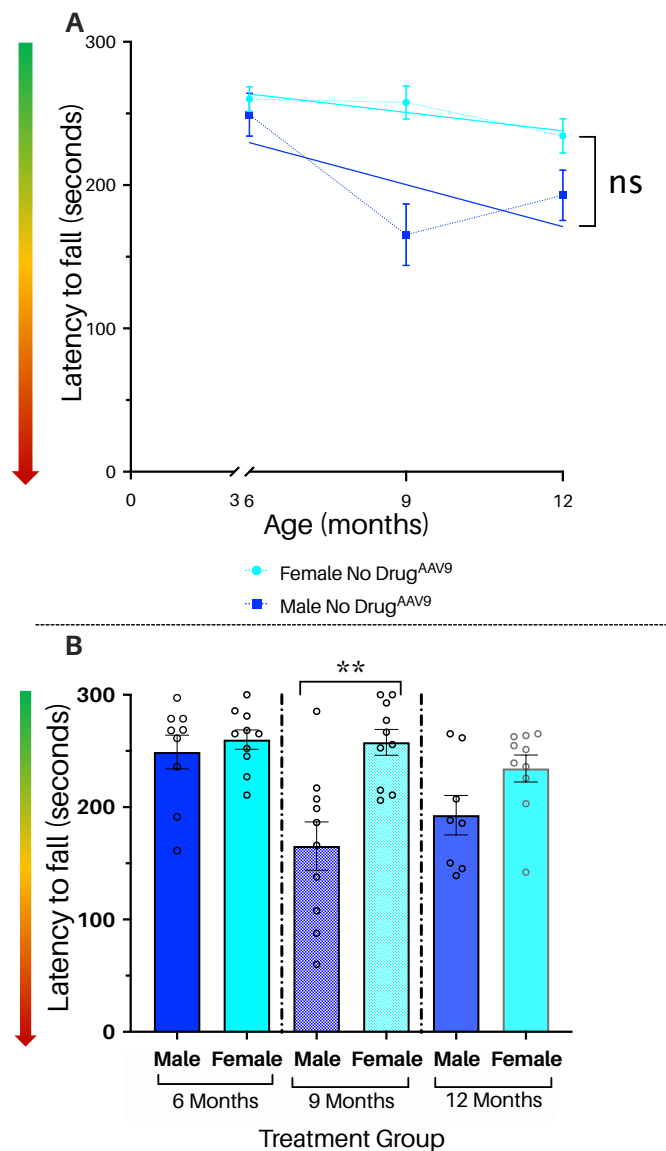 A
300
200
100
0
Latency to fall (seconds)
ns
0 3 6 9 12
Age (months)
Female No Drug^AAV9
Male No Drug^AAV9
B
**
300
200
100
0
Latency to fall (seconds)
Male Female Male Female Male Female
6 Months 9 Months 12 Months
Treatment Group